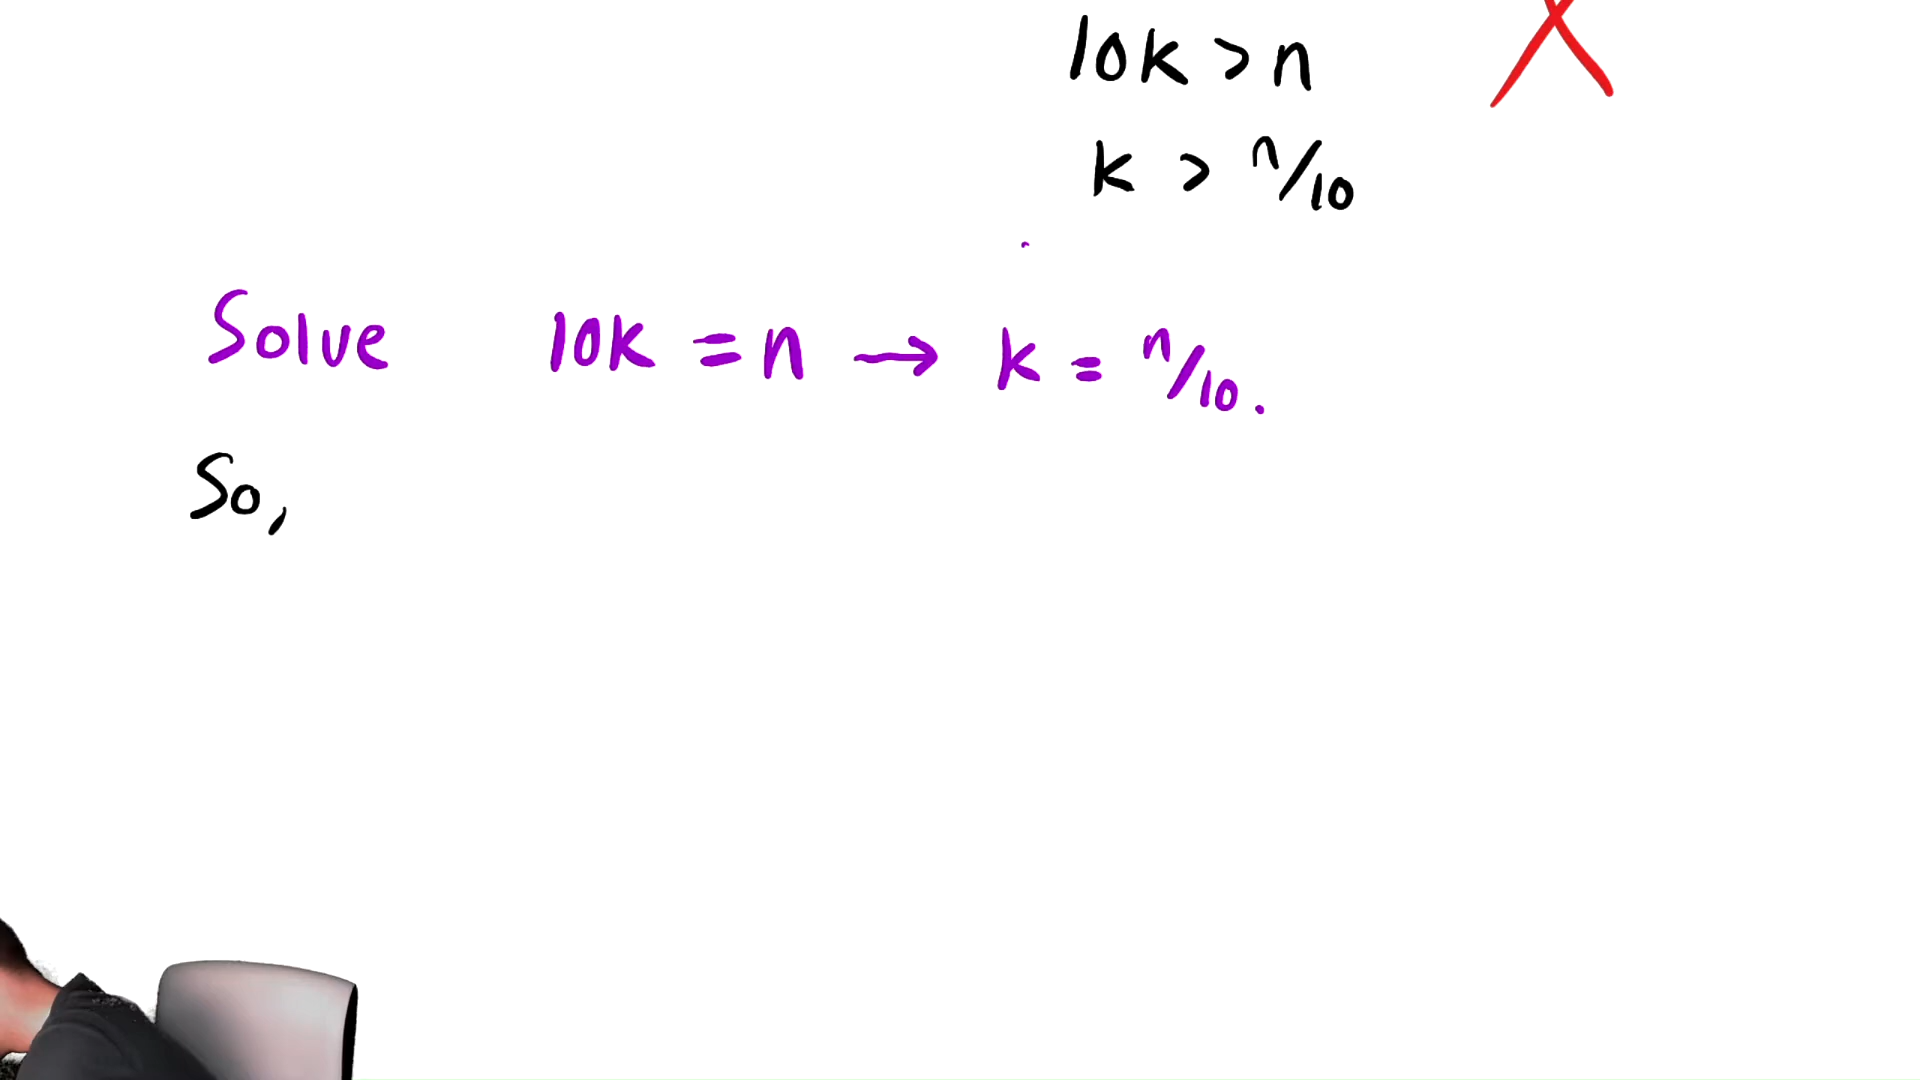 10k > n
k > n/10
Solve 10k = n → k = n/10.
So,